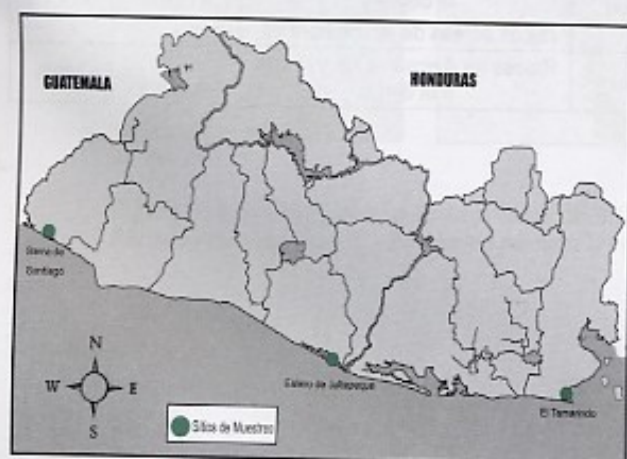 GUATEMALA
HONDURAS
Barra de
Santiago
Estero de Jaltepeque
El Tamarindo
N
W
E
S
Sitios de Muestreo